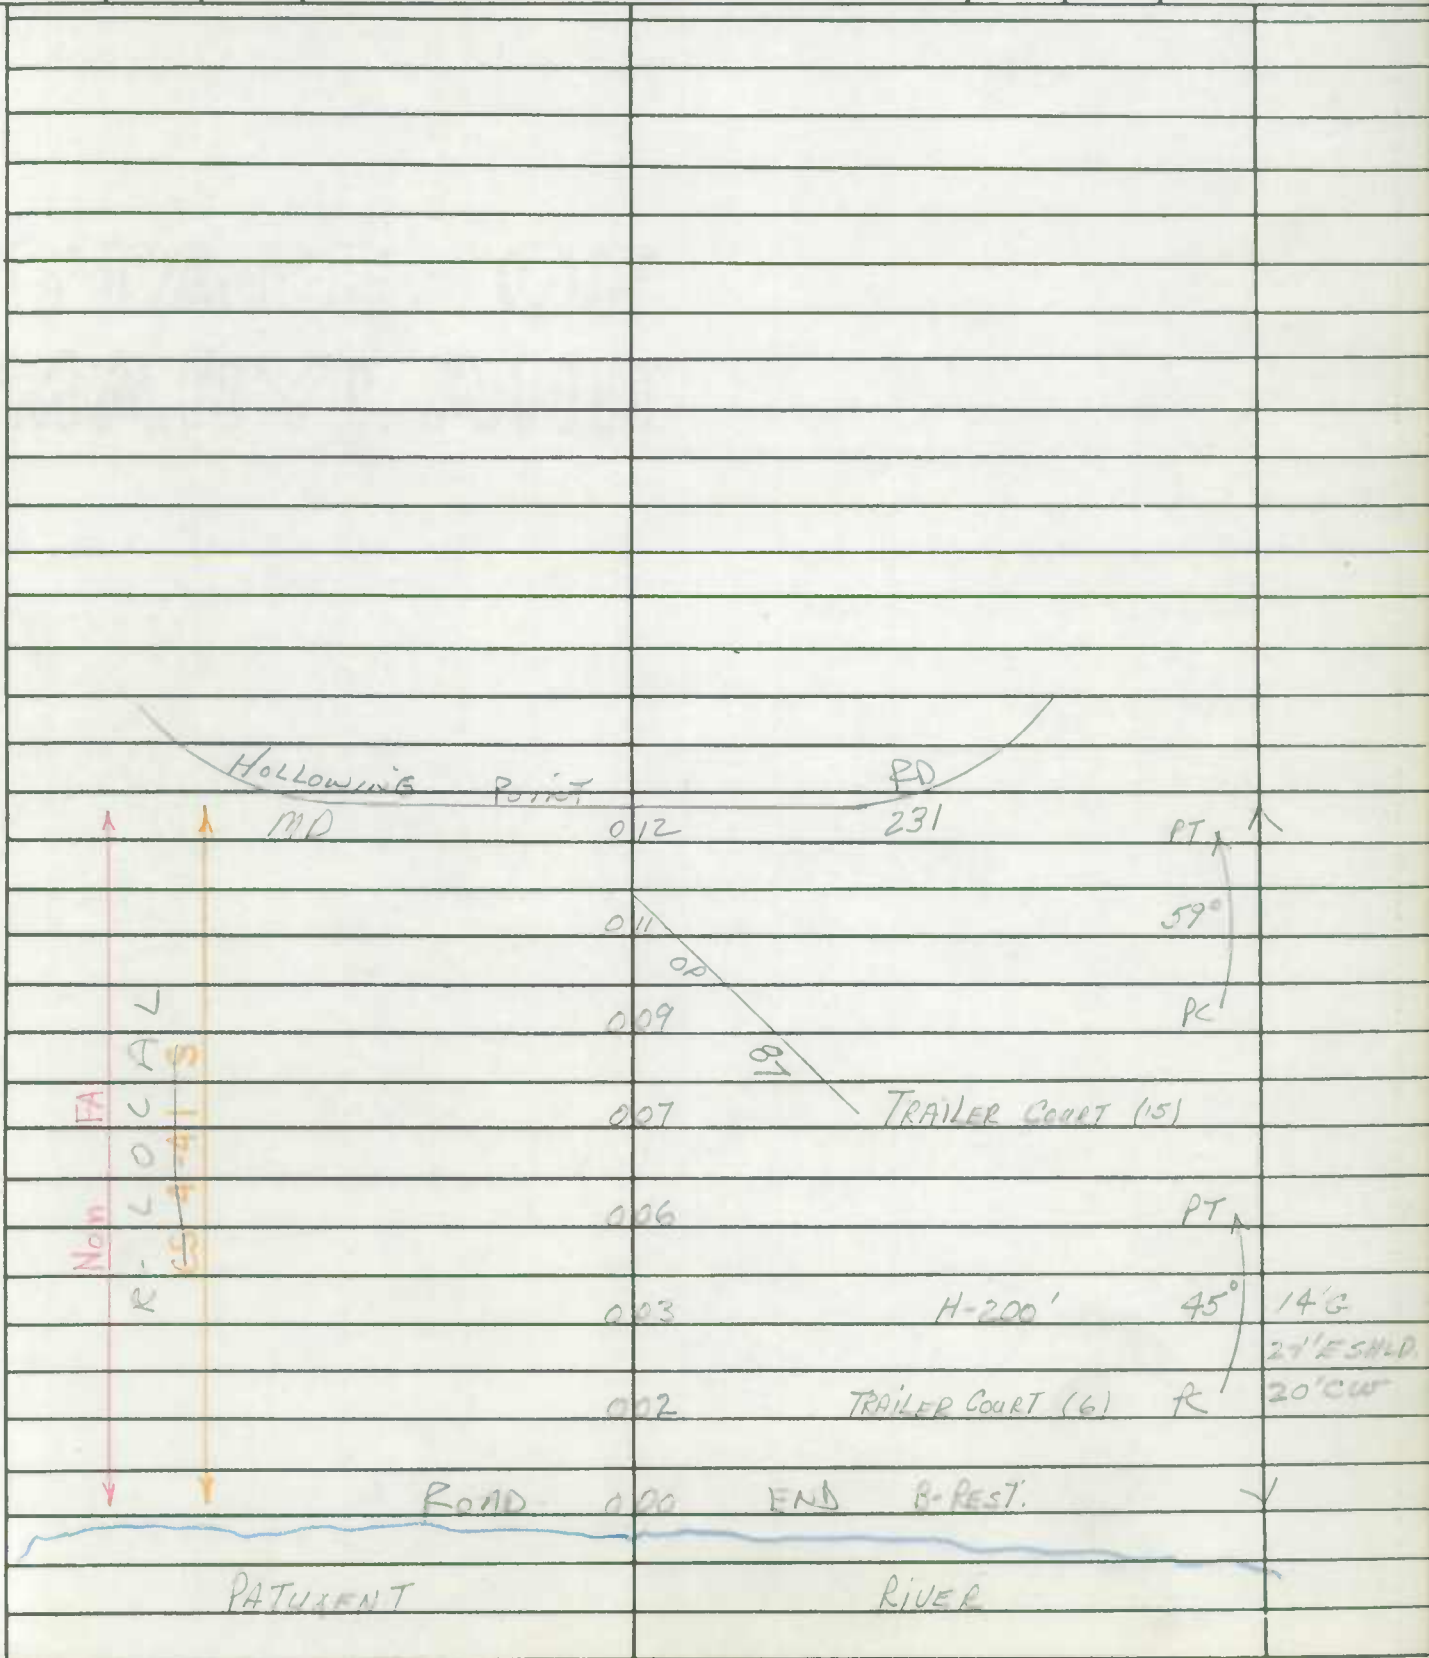 HOLLOWING POINT RD
MD 0.12 231
PT
0.11 59°
OP
0.09 PC
0.07 TRAILER COURT (15)
Non FA
R-LOCAL
0.06 PT
0.03 H-200' 45° 14'G
SHLD.
0.02 TRAILER COURT (6) PC 20'CW
ROAD 0.00 END B-REST.
PATUXENT RIVER